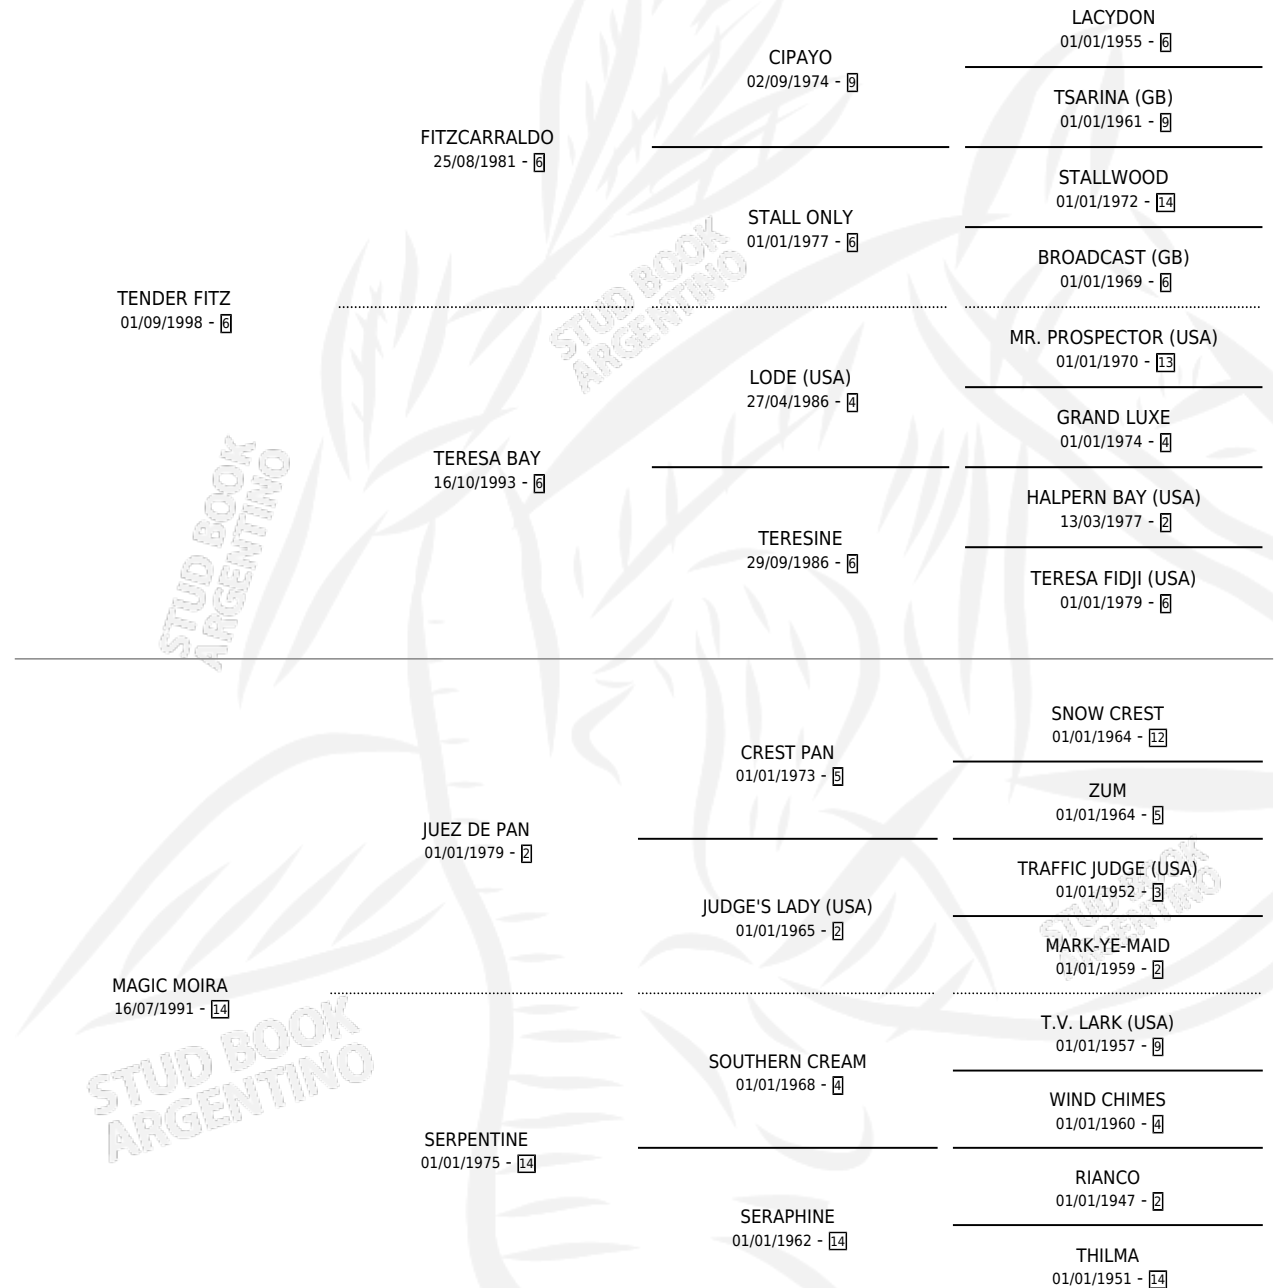 LACYDON
01/01/1955 - 6
CIPAYO
02/09/1974 - 9
TSARINA (GB)
01/01/1961 - 9
FITZCARRALDO
25/08/1981 - 6
STALLWOOD
01/01/1972 - 14
STALL ONLY
01/01/1977 - 6
BROADCAST (GB)
01/01/1969 - 6
TENDER FITZ
01/09/1998 - 6
MR. PROSPECTOR (USA)
01/01/1970 - 13
LODE (USA)
27/04/1986 - 4
GRAND LUXE
01/01/1974 - 4
TERESA BAY
16/10/1993 - 6
HALPERN BAY (USA)
13/03/1977 - 2
TERESINE
29/09/1986 - 6
TERESA FIDJI (USA)
01/01/1979 - 6
SNOW CREST
01/01/1964 - 12
CREST PAN
01/01/1973 - 5
ZUM
01/01/1964 - 5
JUEZ DE PAN
01/01/1979 - 2
TRAFFIC JUDGE (USA)
01/01/1952 - 3
JUDGE'S LADY (USA)
01/01/1965 - 2
MARK-YE-MAID
01/01/1959 - 2
MAGIC MOIRA
16/07/1991 - 14
T.V. LARK (USA)
01/01/1957 - 9
SOUTHERN CREAM
01/01/1968 - 4
WIND CHIMES
01/01/1960 - 4
SERPENTINE
01/01/1975 - 14
RIANCO
01/01/1947 - 2
SERAPHINE
01/01/1962 - 14
THILMA
01/01/1951 - 14
STUD BOOK
ARGENTINO
STUD BOOK
ARGENTINO
STUD BOOK
ARGENTINO
STUD BOOK
ARGENTINO